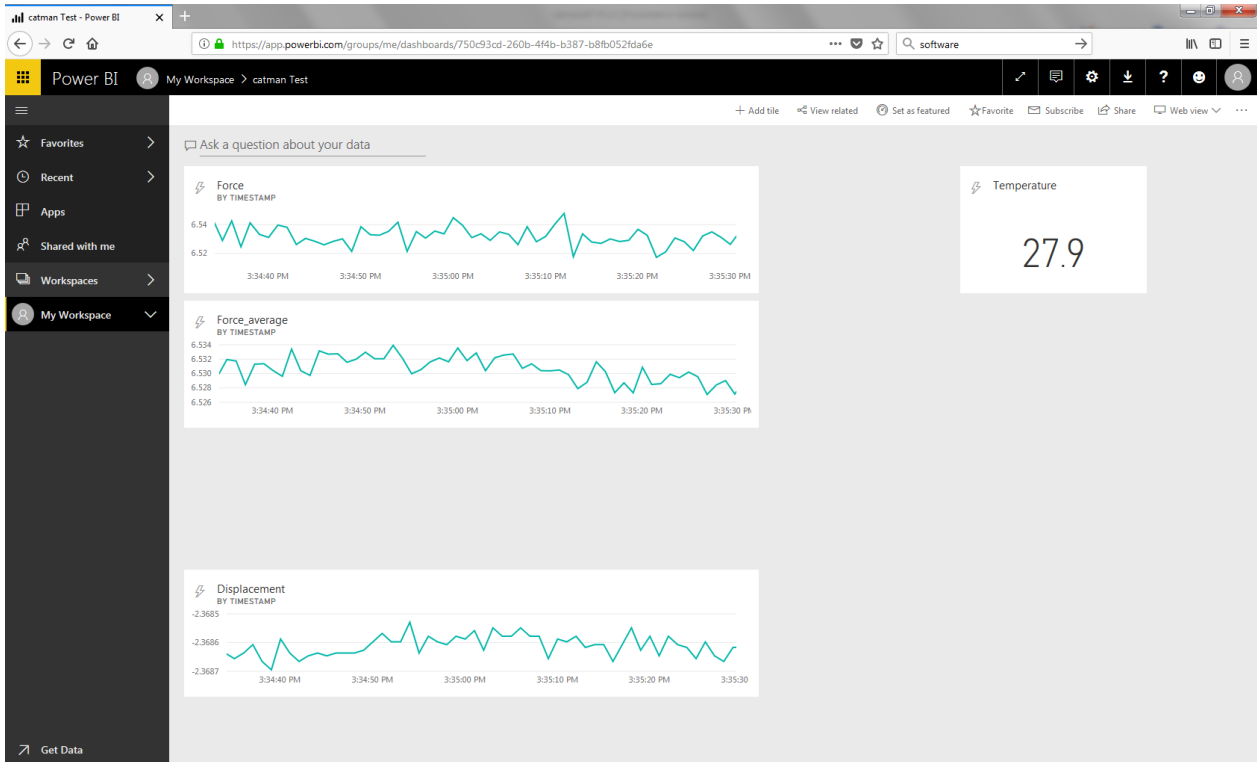 catman Test - Power BI
https://app.powerbi.com/groups/me/dashboards/750c93cd-260b-4f4b-b387-b8fb052fda6e
software
Power BI
My Workspace > catman Test
Add tile
View related
Set as featured
Favorite
Subscribe
Share
Web view
Favorites
Recent
Apps
Shared with me
Workspaces
My Workspace
Get Data
Ask a question about your data
Force
BY TIMESTAMP
6.54
6.52
3:34:40 PM 3:34:50 PM 3:35:00 PM 3:35:10 PM 3:35:20 PM 3:35:30 PM
Temperature
27.9
Force_average
BY TIMESTAMP
6.534
6.532
6.530
6.528
6.526
3:34:40 PM 3:34:50 PM 3:35:00 PM 3:35:10 PM 3:35:20 PM 3:35:30 PM
Displacement
BY TIMESTAMP
-2.3685
-2.3686
-2.3687
3:34:40 PM 3:34:50 PM 3:35:00 PM 3:35:10 PM 3:35:20 PM 3:35:30